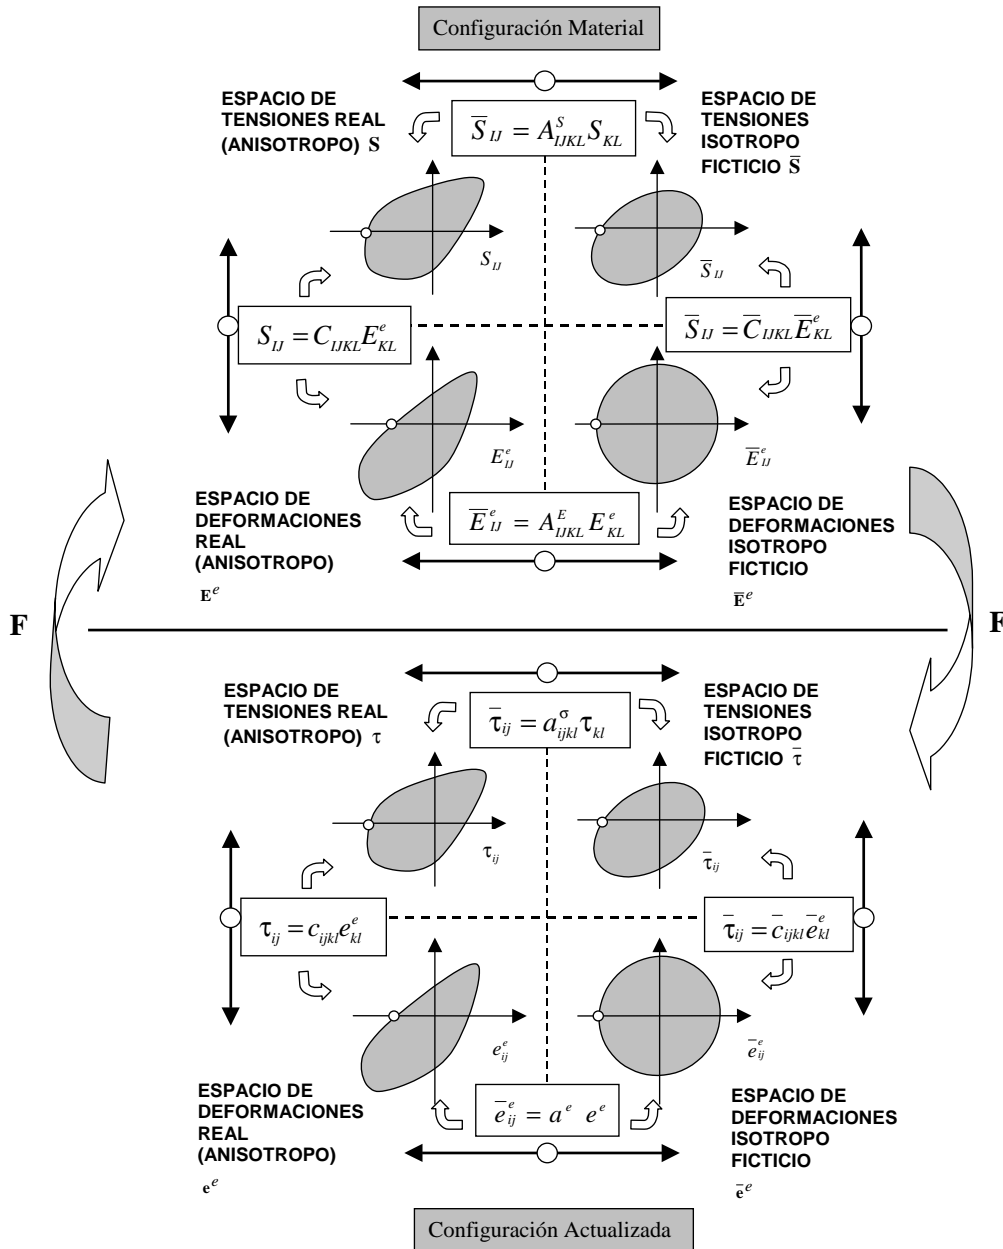 Configuración Material
ESPACIO DE
TENSIONES REAL
(ANISOTROPO) S
S̅_IJ = A^S_IJKL S_KL
ESPACIO DE
TENSIONES
ISOTROPO
FICTICIO S̅
S_IJ
S̅_IJ
S_IJ = C_IJKL E^e_KL
S̅_IJ = C̅_IJKL E̅^e_KL
E^e_IJ
E̅^e_IJ
ESPACIO DE
DEFORMACIONES
REAL
(ANISOTROPO)
E^e
E̅^e_IJ = A^E_IJKL E^e_KL
ESPACIO DE
DEFORMACIONES
ISOTROPO
FICTICIO
E̅^e
F
F
ESPACIO DE
TENSIONES REAL
(ANISOTROPO) τ
τ̅_ij = a^σ_ijkl τ_kl
ESPACIO DE
TENSIONES
ISOTROPO
FICTICIO τ̅
τ_ij
τ̅_ij
τ_ij = c_ijkl e^e_kl
τ̅_ij = c̅_ijkl e̅^e_kl
e^e_ij
e̅^e_ij
ESPACIO DE
DEFORMACIONES
REAL
(ANISOTROPO)
e^e
e̅^e_ij = a^e e^e
ESPACIO DE
DEFORMACIONES
ISOTROPO
FICTICIO
e̅^e
Configuración Actualizada